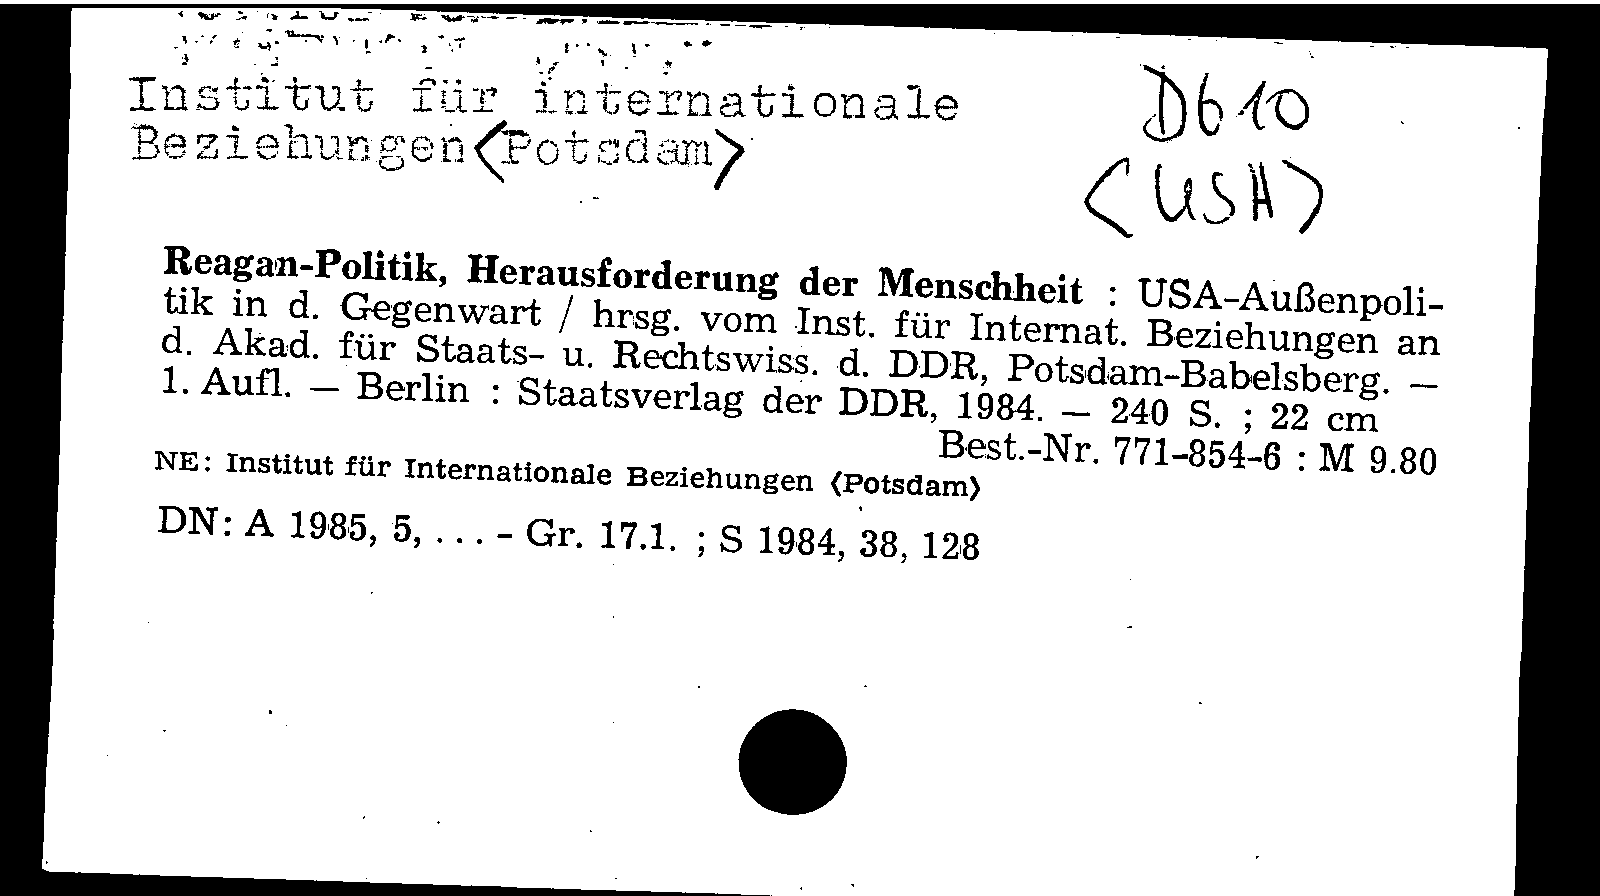 Institut für internationale
Beziehungen<Potsdam>
D610
<USA>
Reagan-Politik, Herausforderung der Menschheit : USA-Außenpoli-
tik in d. Gegenwart / hrsg. vom Inst. für Internat. Beziehungen an
d. Akad. für Staats- u. Rechtswiss. d. DDR, Potsdam-Babelsberg. —
1. Aufl. — Berlin : Staatsverlag der DDR, 1984. — 240 S. ; 22 cm
Best.-Nr. 771-854-6 : M 9.80
NE: Institut für Internationale Beziehungen ⟨Potsdam⟩
DN: A 1985, 5, . . . - Gr. 17.1. ; S 1984, 38, 128